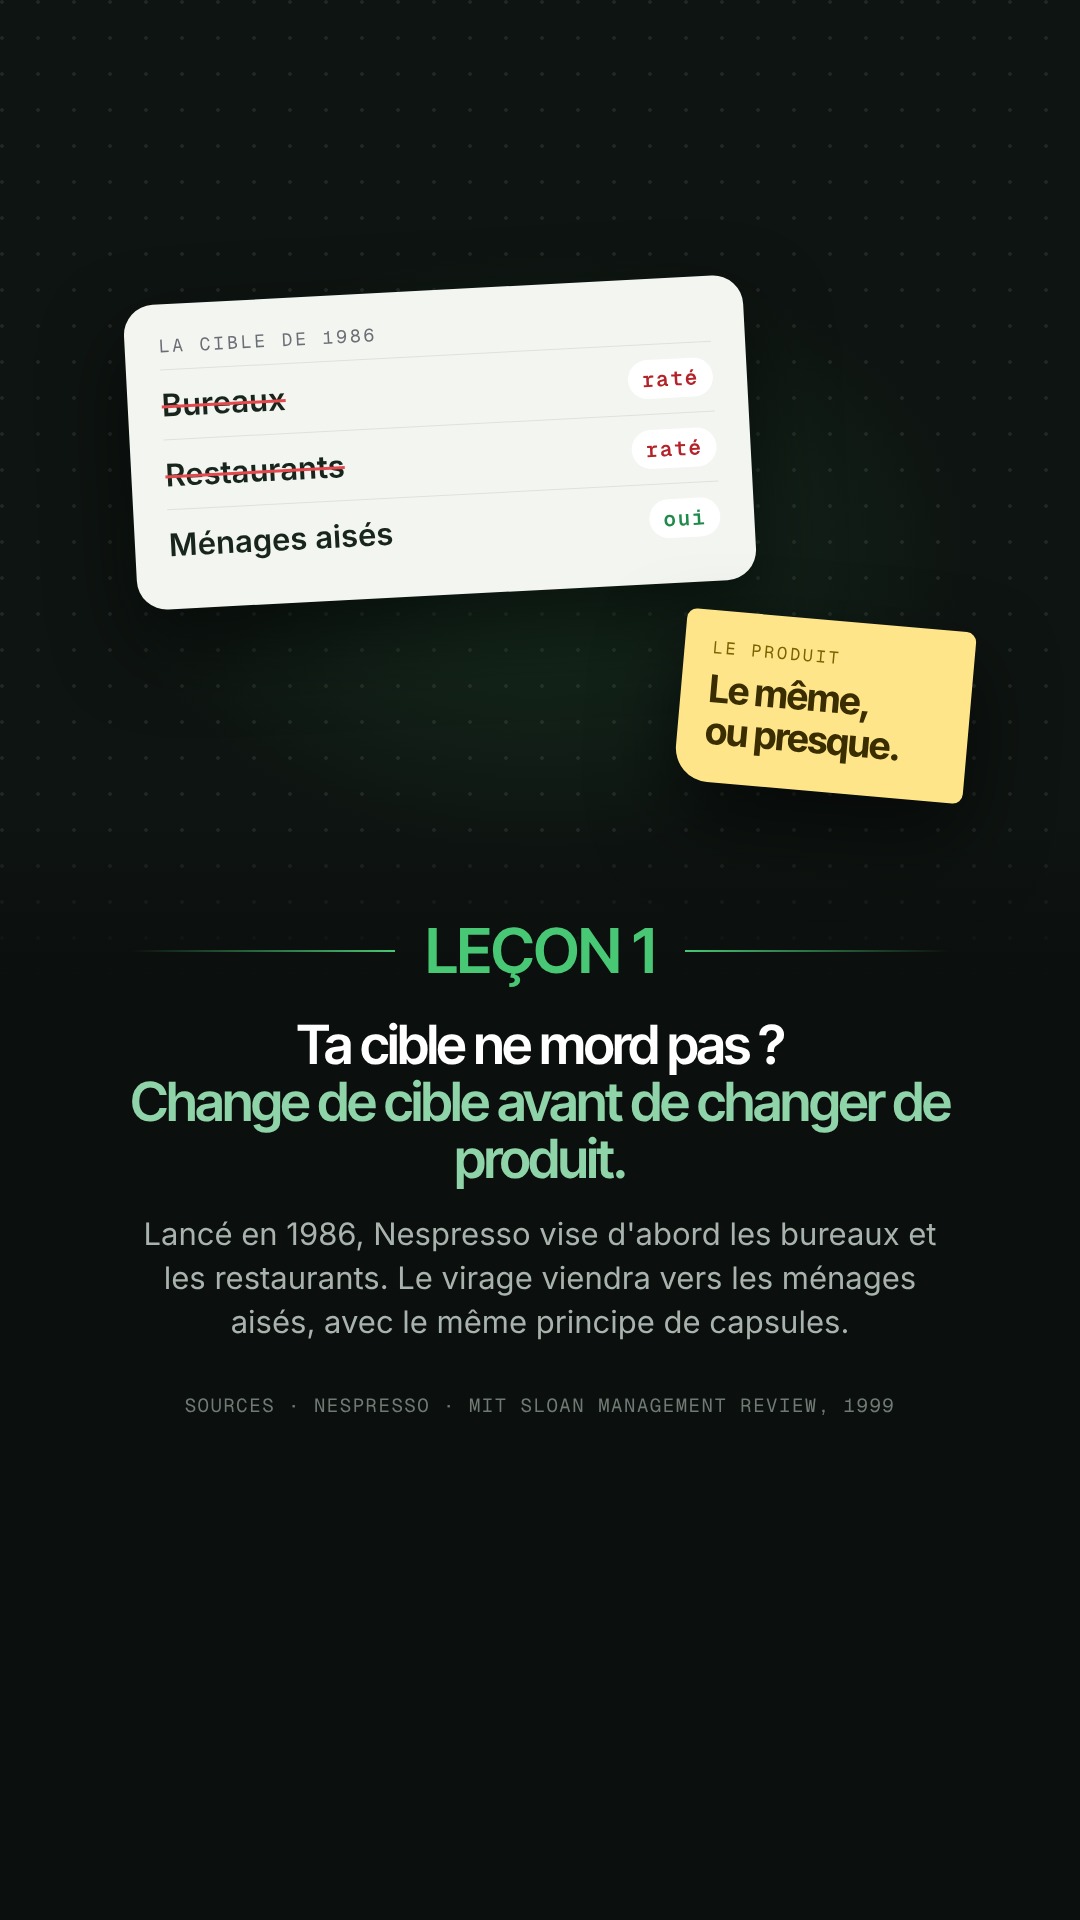 LA CIBLE DE 1986
Bureaux
raté
Restaurants
raté
Ménages aisés
oui
LE PRODUIT
Le même,
ou presque.
LEÇON 1
Ta cible ne mord pas ?
Change de cible avant de changer de
produit.
Lancé en 1986, Nespresso vise d'abord les bureaux et
les restaurants. Le virage viendra vers les ménages
aisés, avec le même principe de capsules.
SOURCES · NESPRESSO · MIT SLOAN MANAGEMENT REVIEW, 1999